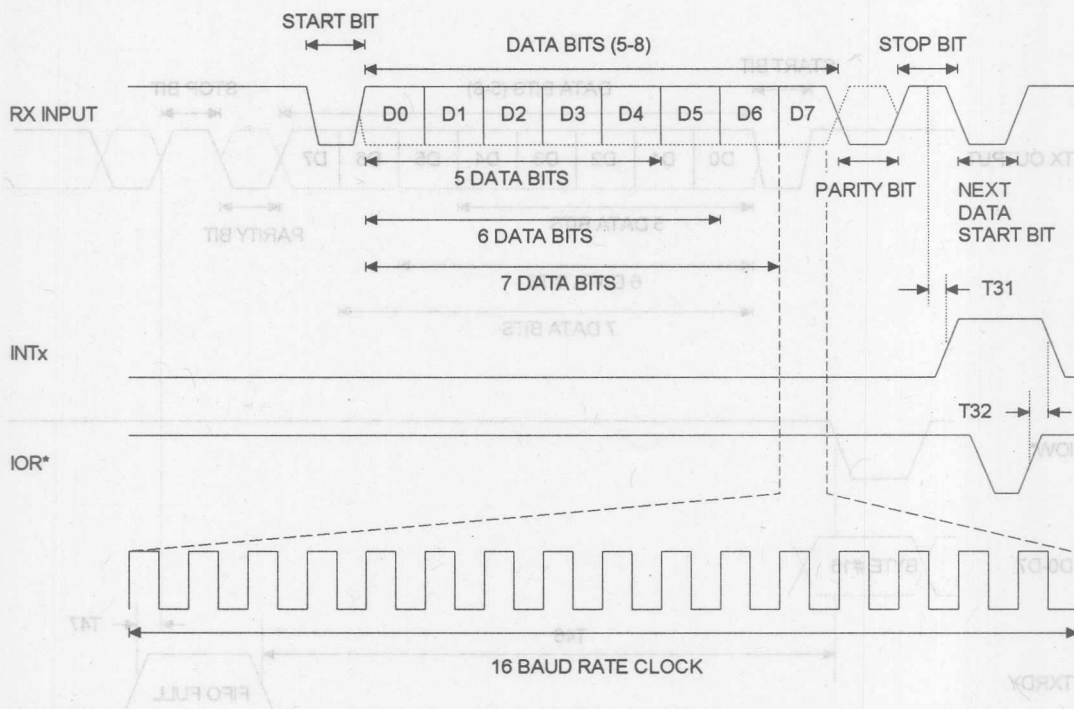 START BIT
DATA BITS (5-8)
STOP BIT
RX INPUT
D0 D1 D2 D3 D4 D5 D6 D7
5 DATA BITS
PARITY BIT
NEXT
DATA
START BIT
6 DATA BITS
7 DATA BITS
T31
INTx
T32
IOR*
16 BAUD RATE CLOCK